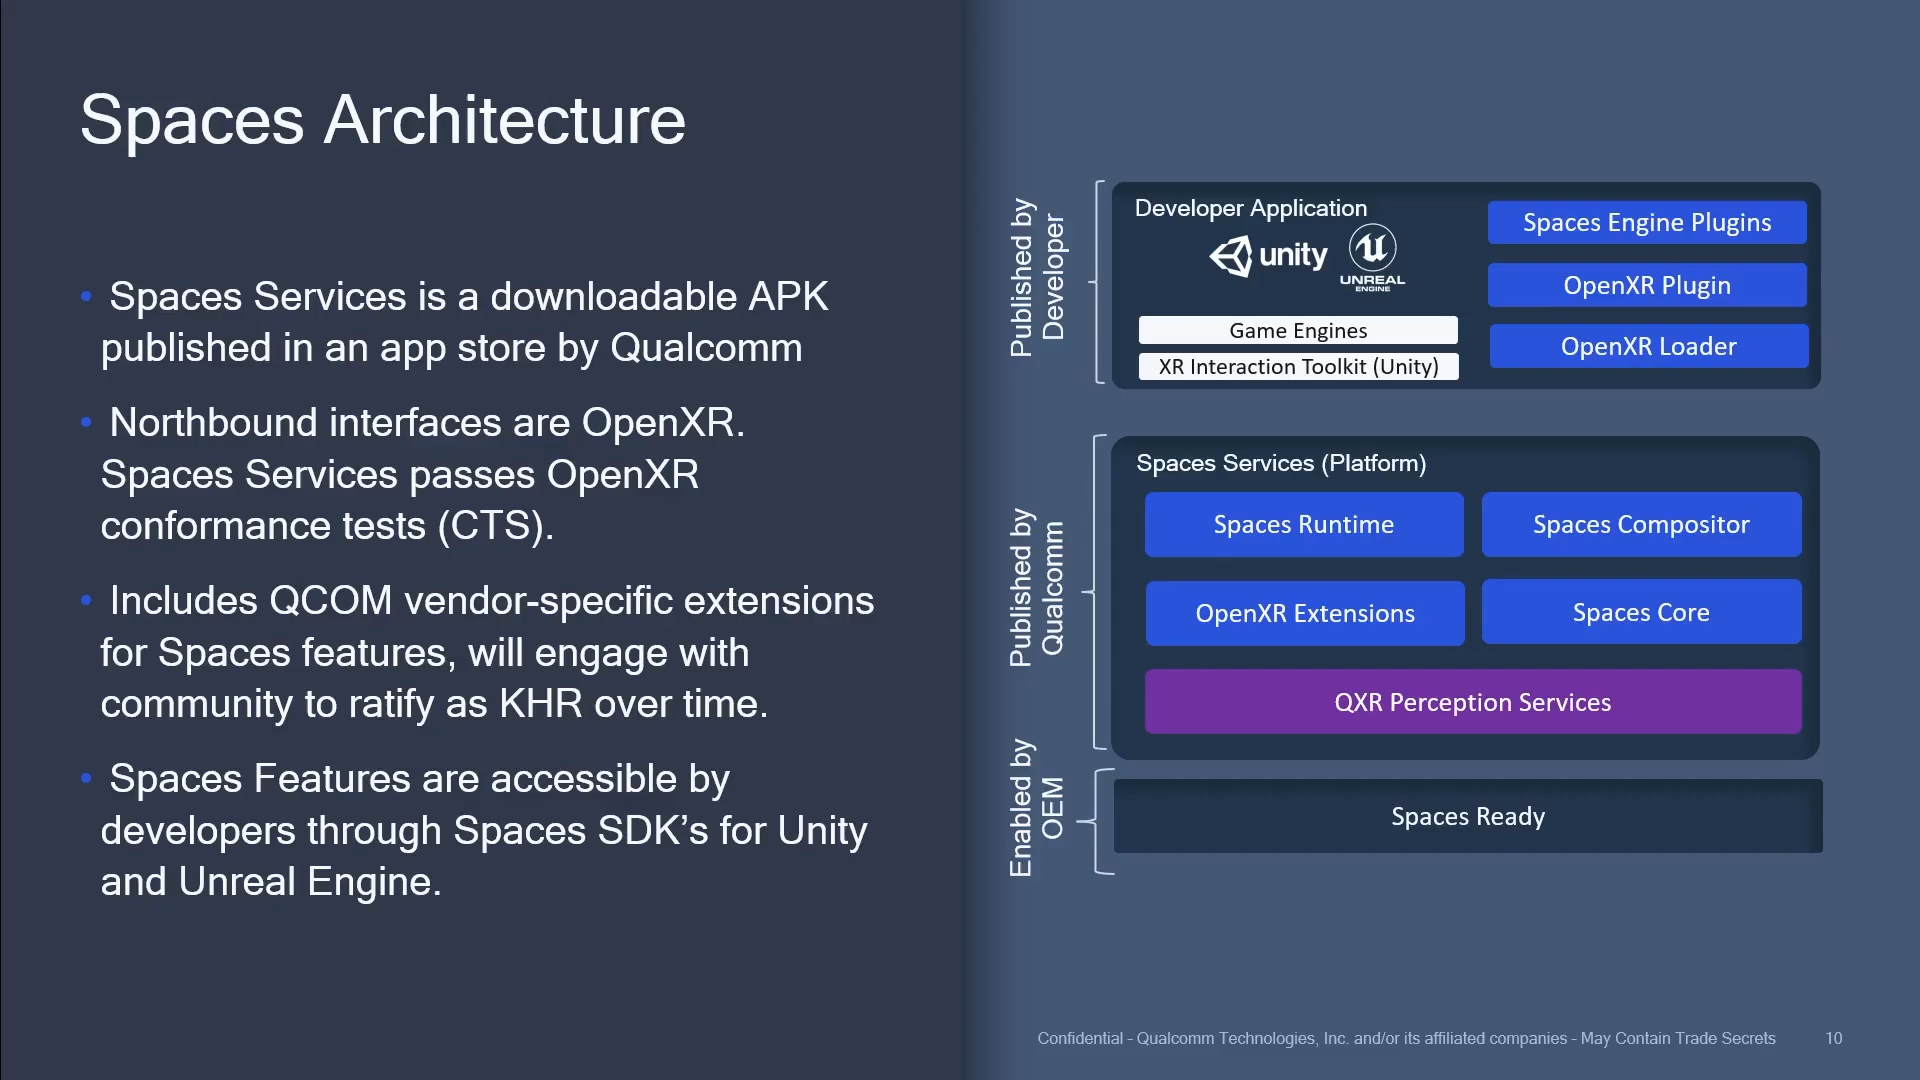 Spaces Architecture
• Spaces Services is a downloadable APK
published in an app store by Qualcomm
• Northbound interfaces are OpenXR.
Spaces Services passes OpenXR
conformance tests (CTS).
• Includes QCOM vendor-specific extensions
for Spaces features, will engage with
community to ratify as KHR over time.
• Spaces Features are accessible by
developers through Spaces SDK’s for Unity
and Unreal Engine.
Published by
Developer
Developer Application
unity
UNREAL
ENGINE
Game Engines
XR Interaction Toolkit (Unity)
Spaces Engine Plugins
OpenXR Plugin
OpenXR Loader
Published by
Qualcomm
Spaces Services (Platform)
Spaces Runtime
Spaces Compositor
OpenXR Extensions
Spaces Core
QXR Perception Services
Enabled by
OEM
Spaces Ready
Confidential - Qualcomm Technologies, Inc. and/or its affiliated companies - May Contain Trade Secrets
10